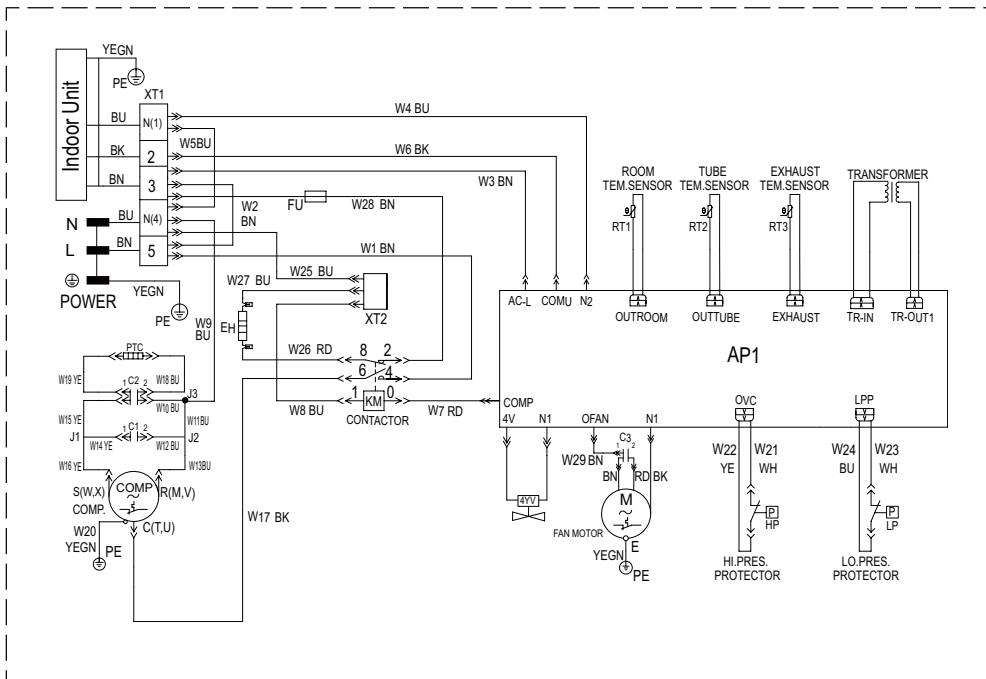 YEGN
PE
Indoor Unit
XT1
BU
N(1)
W4 BU
W5BU
BK
2
W6 BK
BN
3
W3 BN
W2
BN
FU
W28 BN
N
BU
N(4)
L
BN
5
W1 BN
POWER
YEGN
PE
W25 BU
W27 BU
XT2
EH
W9
BU
W26 RD
8
2
6
4
1
KM
0
W8 BU
CONTACTOR
W7 RD
ROOM
TEM.SENSOR
RT1
TUBE
TEM.SENSOR
RT2
EXHAUST
TEM.SENSOR
RT3
TRANSFORMER
AC-L
COMU
N2
OUTROOM
OUTTUBE
EXHAUST
TR-IN
TR-OUT1
AP1
COMP
4V
N1
OFAN
N1
OVC
LPP
PTC
W19 YE
W18 BU
1
C2
2
J3
W15 YE
W10 BU
W11BU
J1
1
C1
2
J2
W14 YE
W12 BU
W16 YE
W13BU
S(W,X)
COMP
R(M,V)
COMP.
C(T,U)
W20
YEGN
PE
W17 BK
4YV
C3
1
2
W29 BN
BN
RD
BK
M
FAN MOTOR
E
YEGN
PE
W22
YE
W21
WH
P
HP
HI.PRES.
PROTECTOR
W24
BU
W23
WH
P
LP
LO.PRES.
PROTECTOR